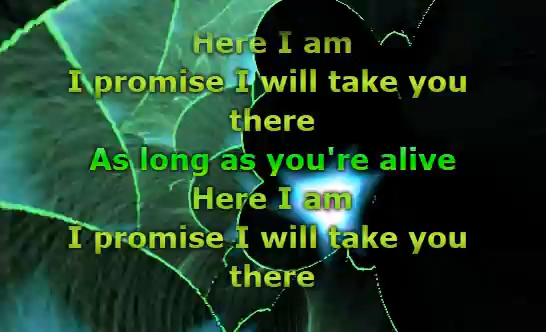 Here I am
I promise I will take you
there
As long as you're alive
Here I am
I promise I will take you
there